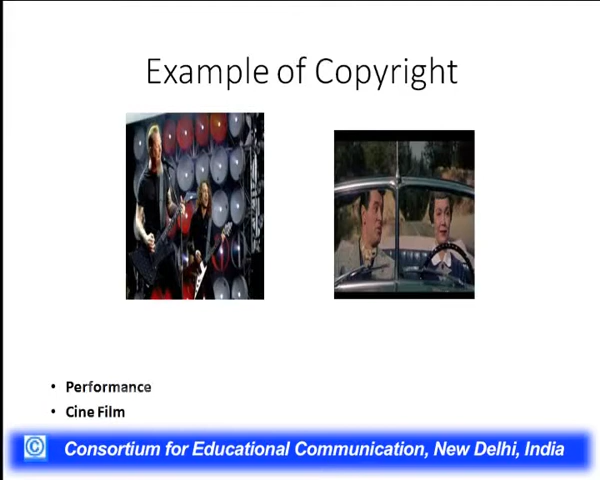 Example of Copyright
• Performance
• Cine Film
© Consortium for Educational Communication, New Delhi, India